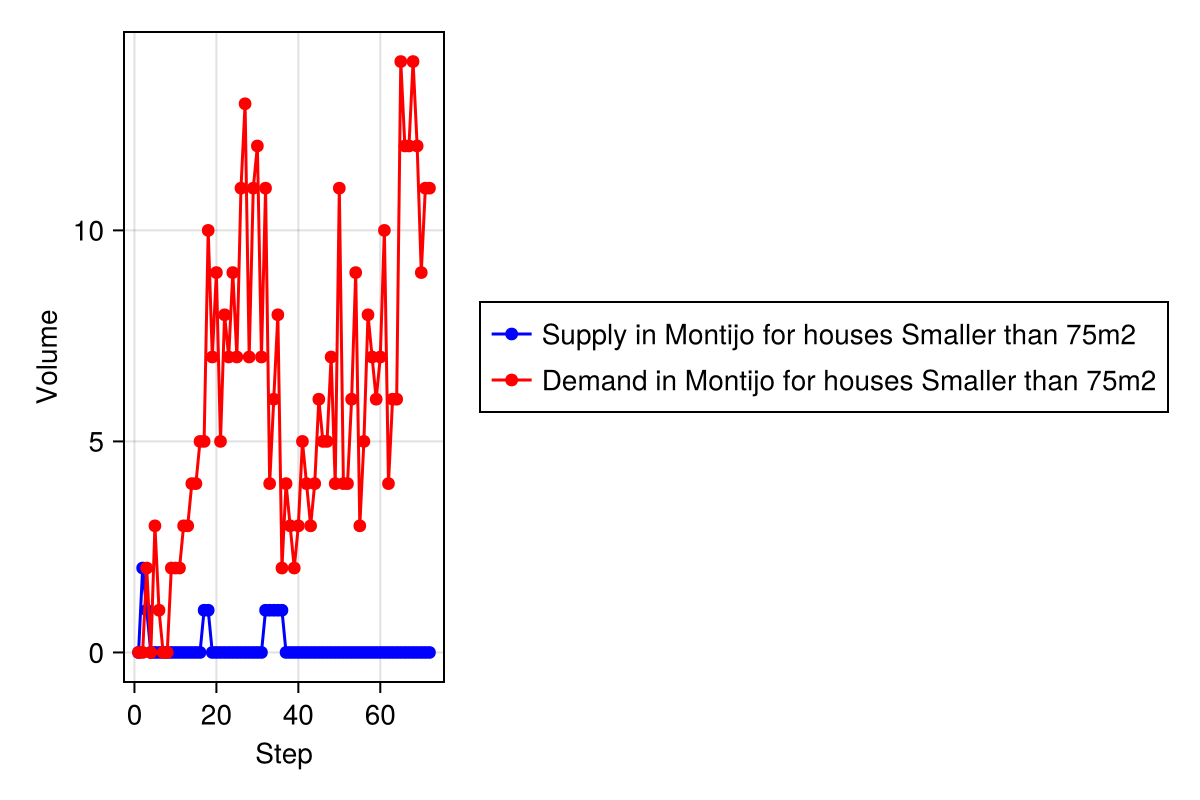 Volume
10
5
0
0 20 40 60
Step
Supply in Montijo for houses Smaller than 75m2
Demand in Montijo for houses Smaller than 75m2